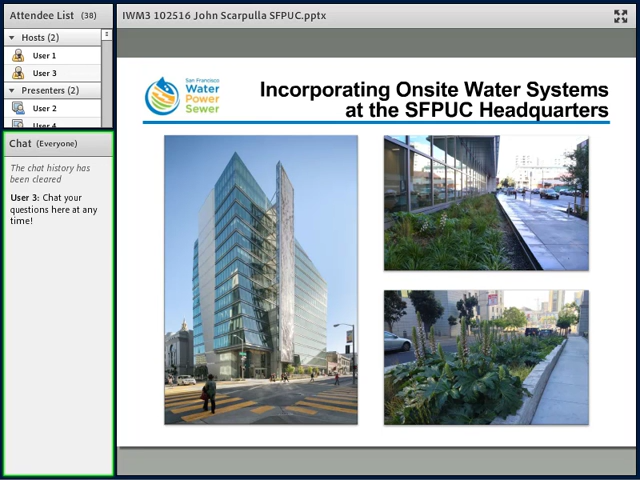 Attendee List (38)
Hosts (2)
User 1
User 3
Presenters (2)
User 2
User 4
Chat (Everyone)
The chat history has
been cleared
User 3: Chat your
questions here at any
time!
IWM3 102516 John Scarpulla SFPUC.pptx
San Francisco
Water
Power
Sewer
Incorporating Onsite Water Systems
at the SFPUC Headquarters